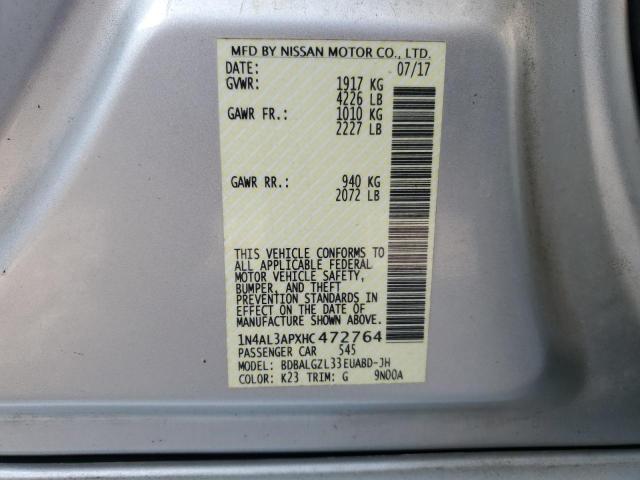 MFD BY NISSAN MOTOR CO., LTD.
DATE: 07/17
GVWR: 1917 KG
4226 LB
GAWR FR.: 1010 KG
2227 LB
GAWR RR.: 940 KG
2072 LB
THIS VEHICLE CONFORMS TO
ALL APPLICABLE FEDERAL
MOTOR VEHICLE SAFETY,
BUMPER, AND THEFT
PREVENTION STANDARDS IN
EFFECT ON THE DATE OF
MANUFACTURE SHOWN ABOVE.
1N4AL3APXHC472764
PASSENGER CAR 545
MODEL: BDBALGZL33EUABD-JH
COLOR: K23 TRIM: G 9N00A